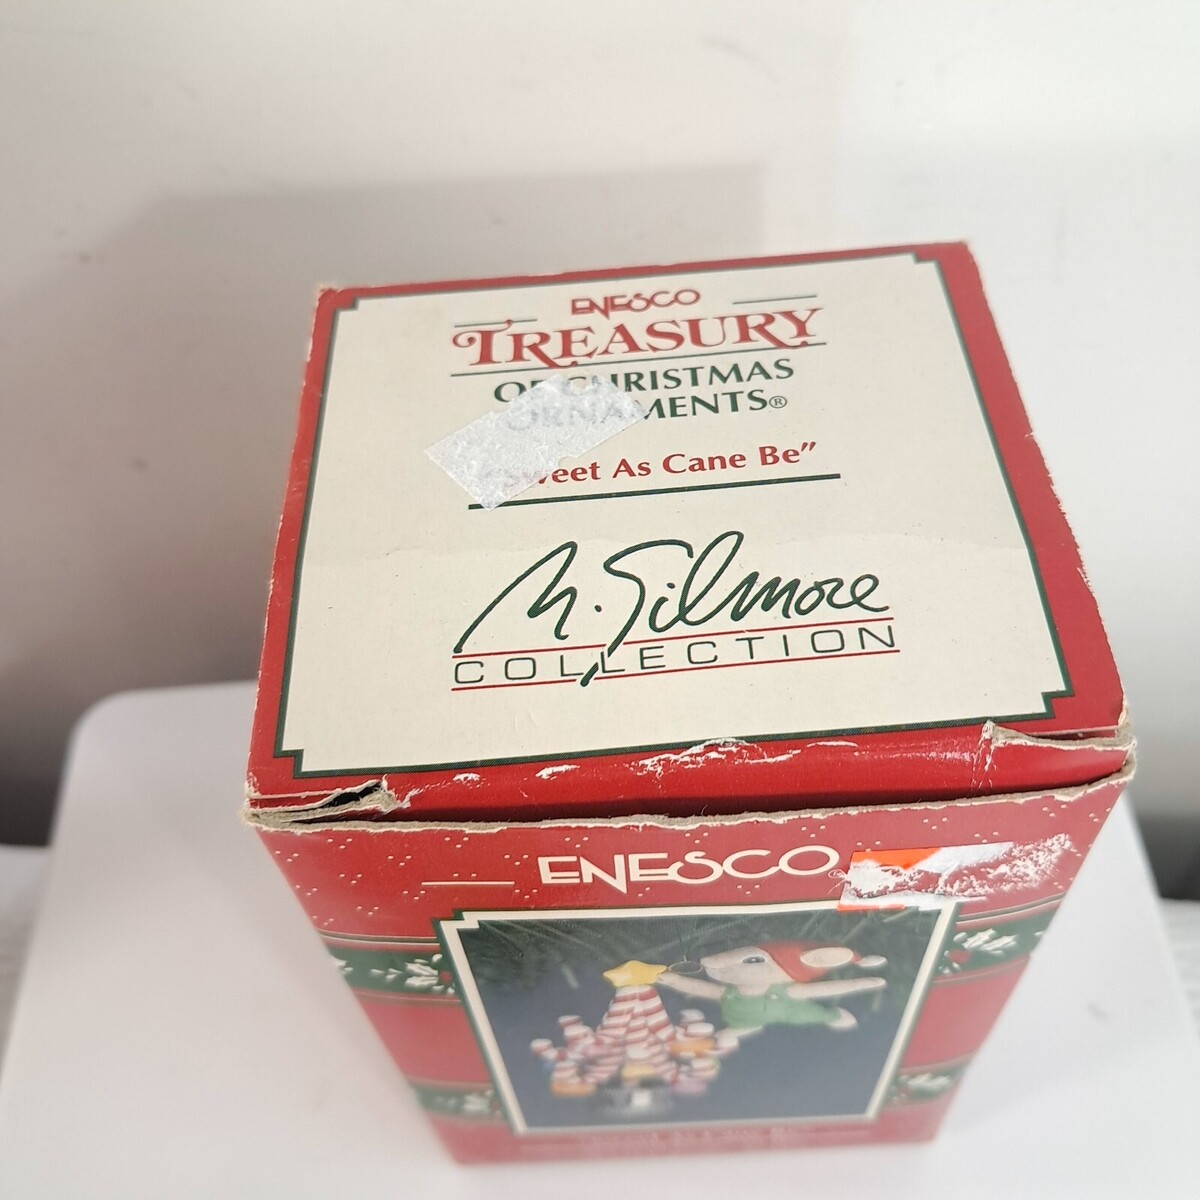 ENESCO
TREASURY
OF CHRISTMAS
ORNAMENTS®
"Sweet As Cane Be"
M. Gilmore
COLLECTION
ENESCO